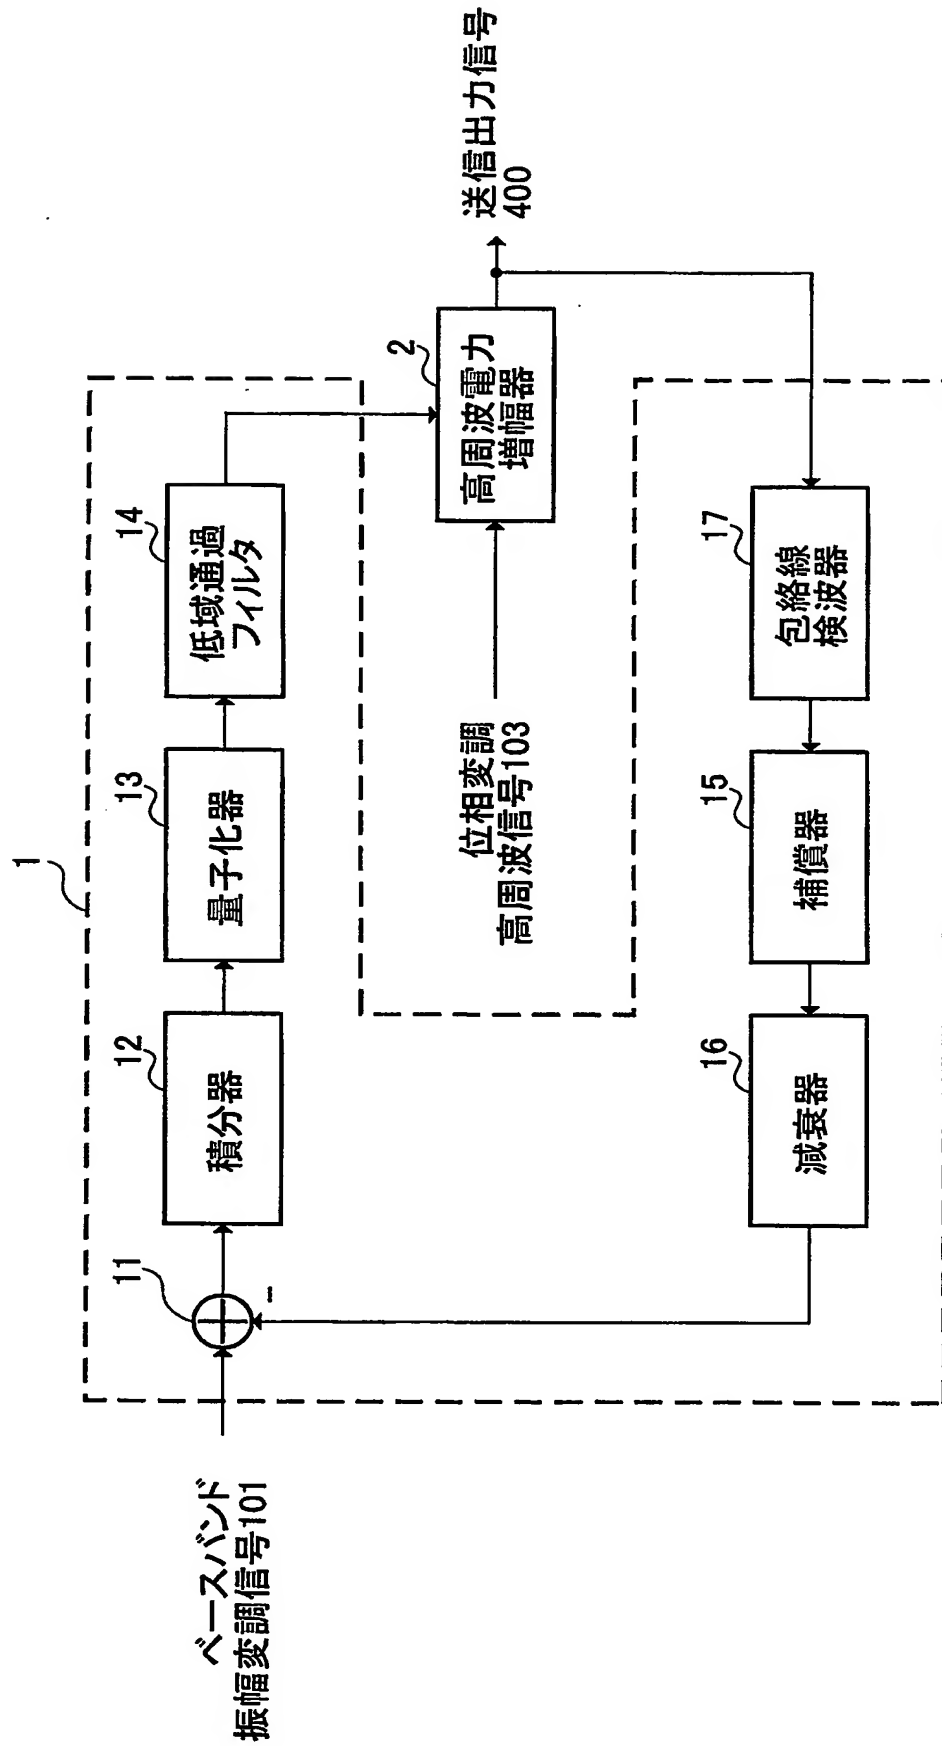 1
ベースバンド
振幅変調信号101
11
-
12
積分器
13
量子化器
14
低域通過
フィルタ
2
高周波電力
増幅器
送信出力信号
400
位相変調
高周波信号103
16
減衰器
15
補償器
17
包絡線
検波器